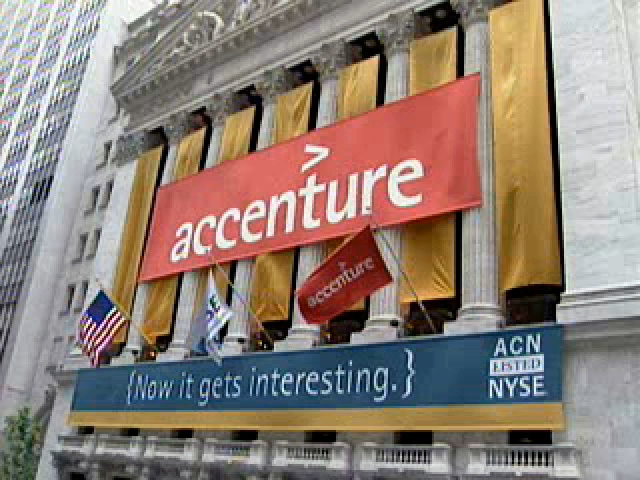 >
accenture
accenture
{Now it gets interesting.}
ACN
LISTED
NYSE